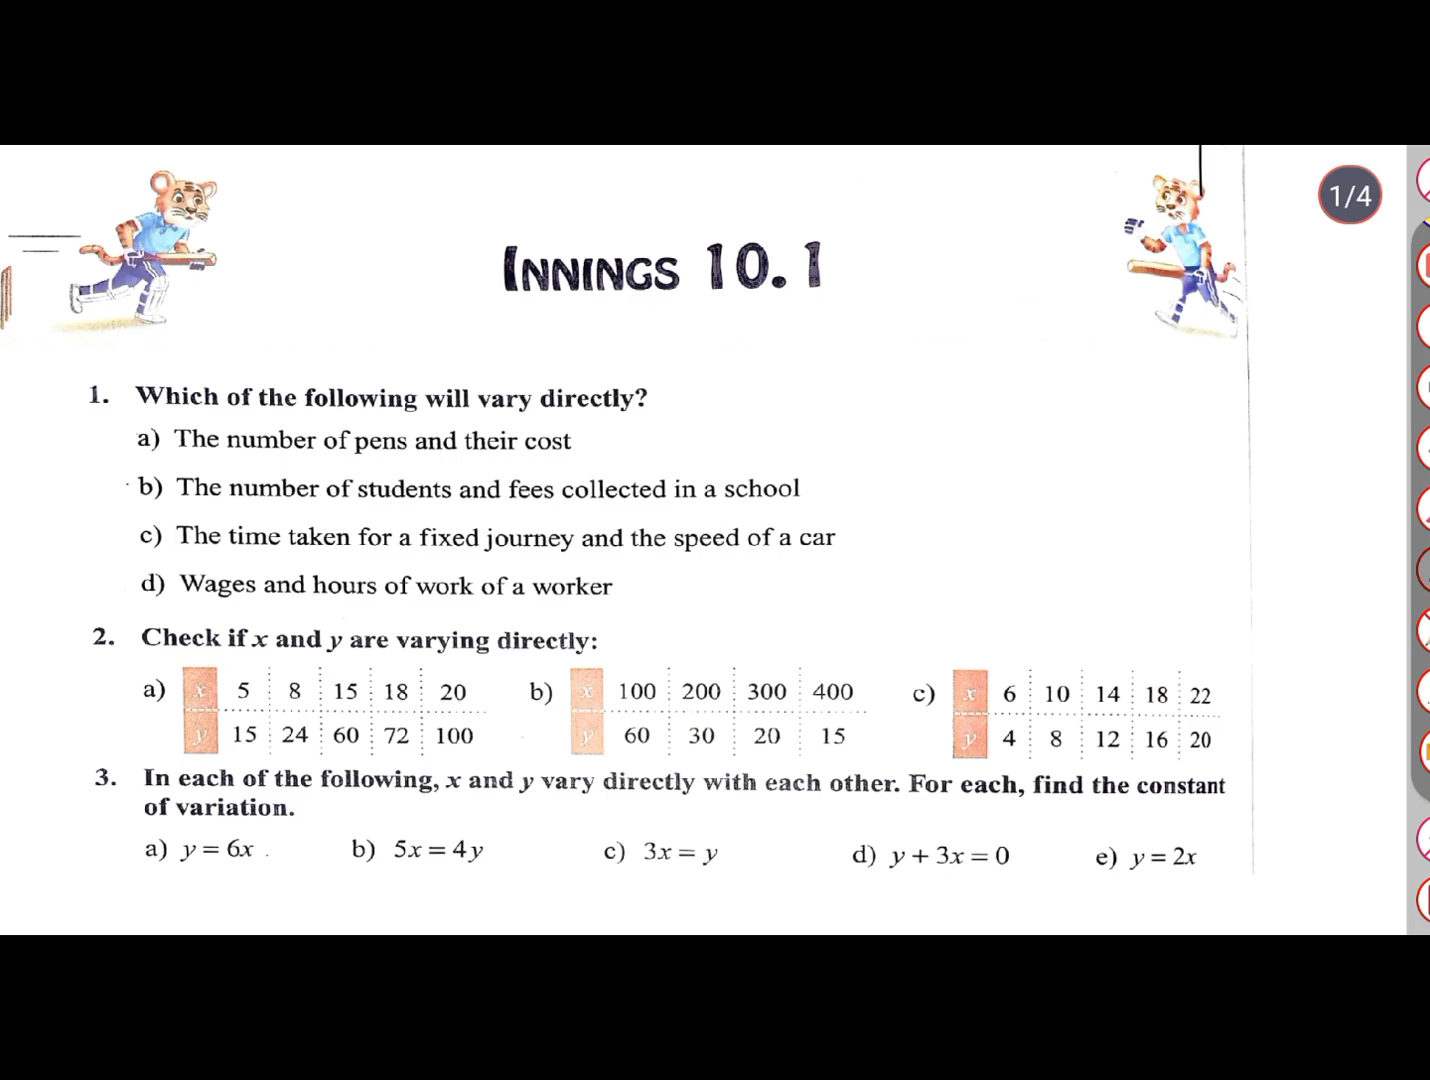 INNINGS 10.1
1/4
1. Which of the following will vary directly?
a) The number of pens and their cost
b) The number of students and fees collected in a school
c) The time taken for a fixed journey and the speed of a car
d) Wages and hours of work of a worker
2. Check if x and y are varying directly:
a) x 5 8 15 18 20 b) x 100 200 300 400 c) x 6 10 14 18 22
y 15 24 60 72 100 y 60 30 20 15 y 4 8 12 16 20
3. In each of the following, x and y vary directly with each other. For each, find the constant
of variation.
a) y = 6x b) 5x = 4y c) 3x = y d) y + 3x = 0 e) y = 2x